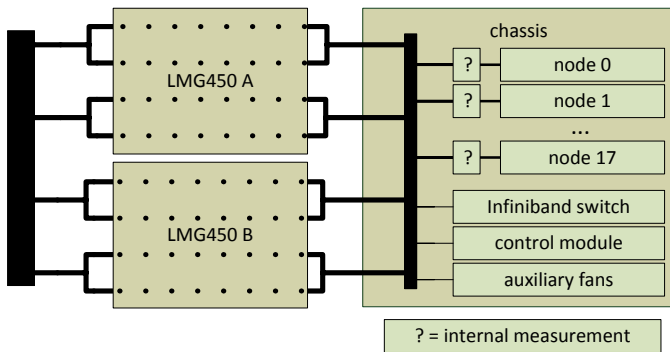 chassis
LMG450 A
? node 0
? node 1
...
? node 17
LMG450 B
Infiniband switch
control module
auxiliary fans
? = internal measurement